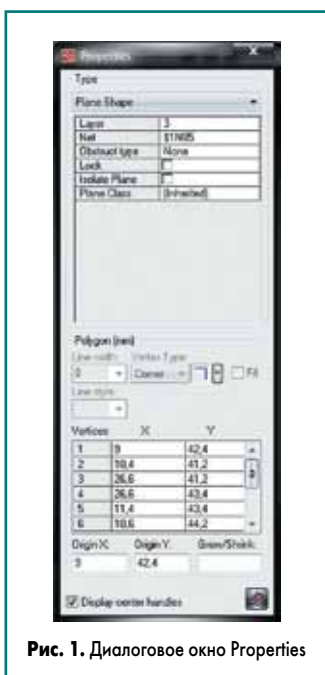 Properties
Type
Plane Shape
Layer 3
Net
Obstruct type None
Lock
Isolate Plane
Plane Class (Inherited)
Polygon (mm)
Line width Vertex Type
0 Corner Fill
Line style
Vertices X Y
1 9 42,4
2 10,4 41,2
3 26,6 41,2
4 26,6 43,4
5 11,4 43,4
6 10,6 44,2
Origin X: Origin Y: Grow/Shrink:
9 42,4
Display center handles
Рис. 1. Диалоговое окно Properties